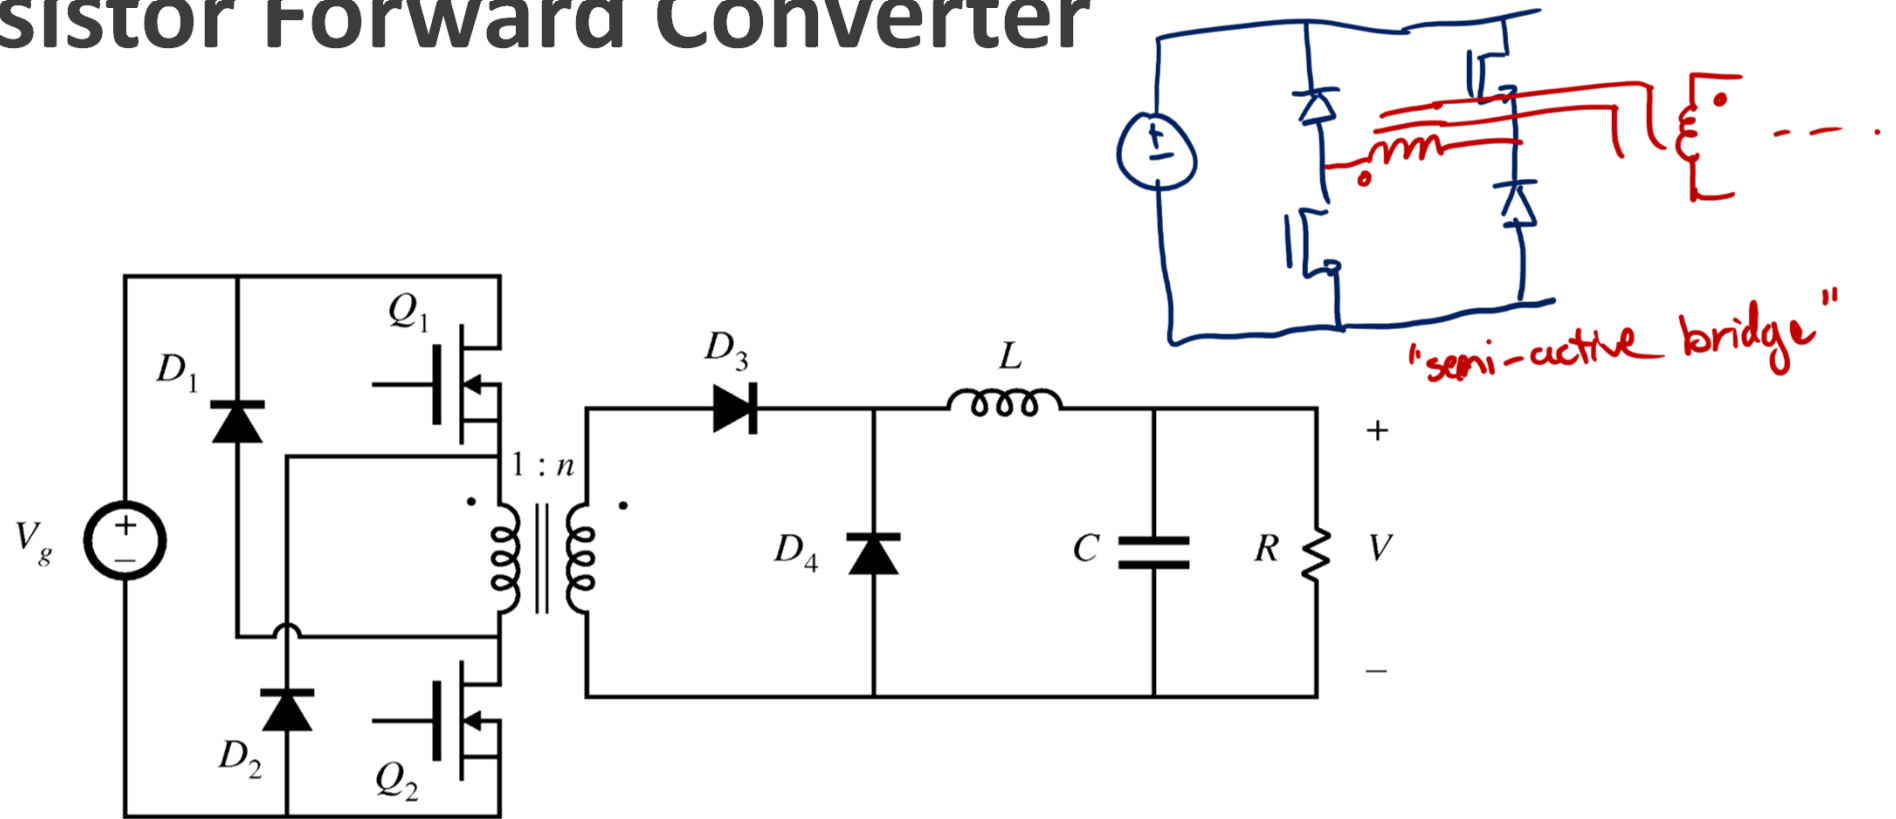 sistor Forward Converter
"semi-active bridge"
Q1
D1
D3
L
+
1 : n
Vg
+
−
D4
C
R
V
−
D2
Q2